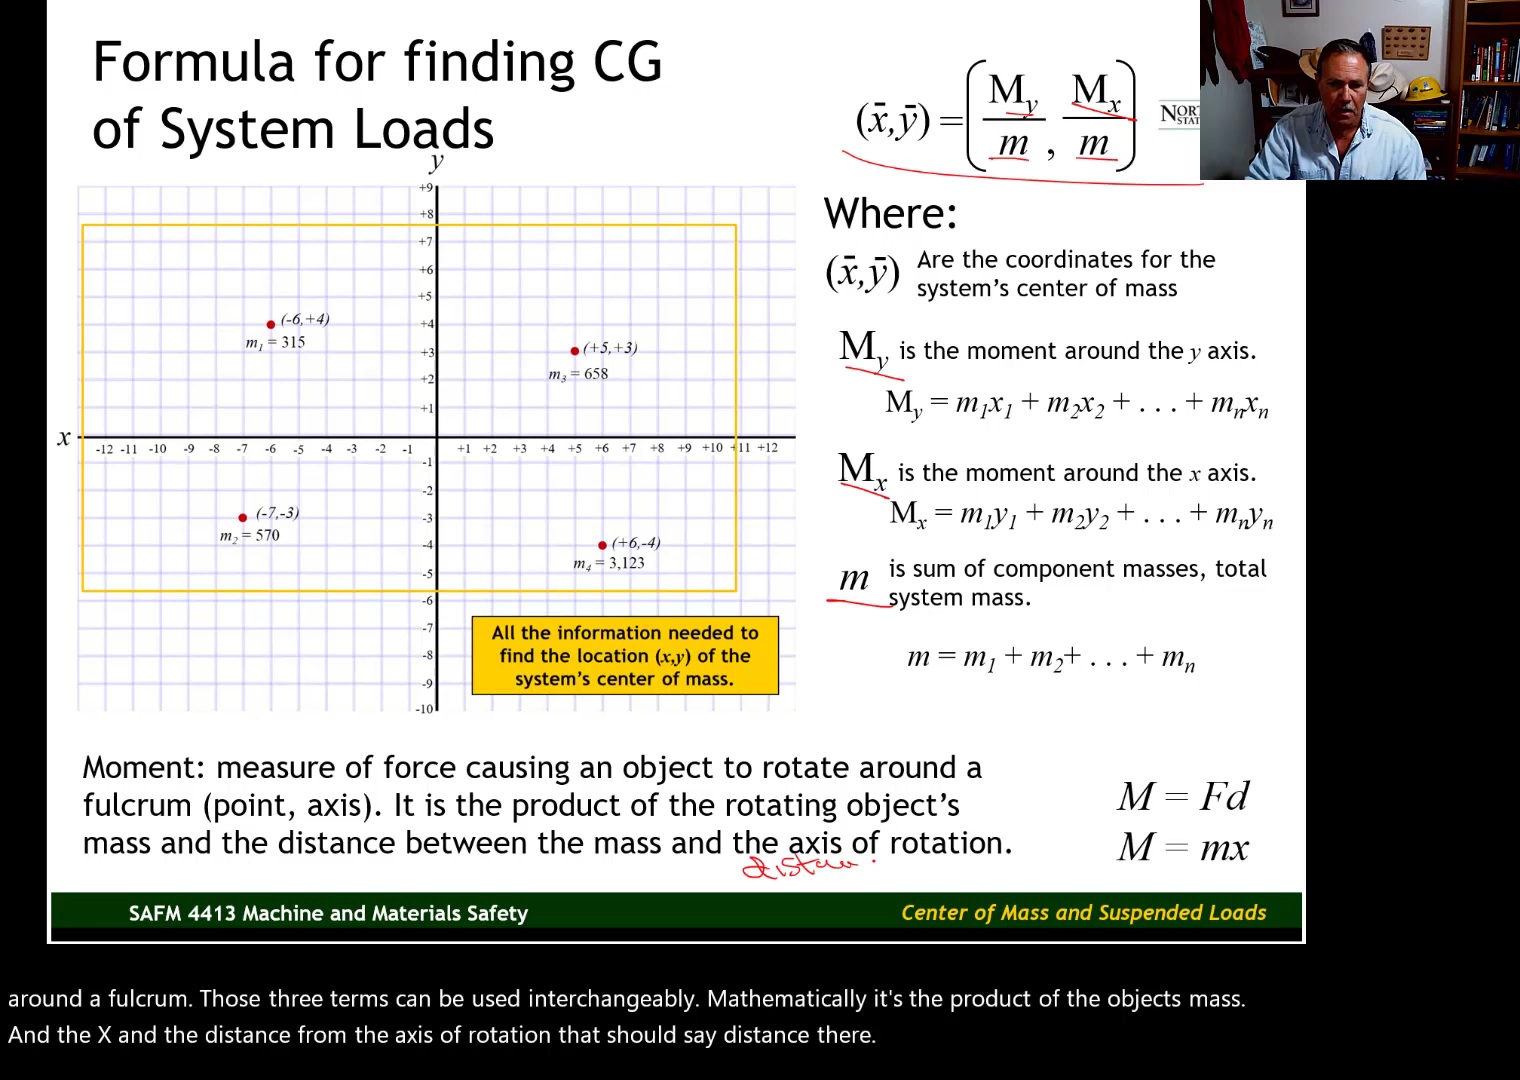 Formula for finding CG
of System Loads
(x̄,ȳ) = (M_y/m , M_x/m)
NOR
STAT
y
+9
+8
+7
+6
+5
+4
+3
+2
+1
x
-12 -11 -10 -9 -8 -7 -6 -5 -4 -3 -2 -1 +1 +2 +3 +4 +5 +6 +7 +8 +9 +10 +11 +12
-1
-2
-3
-4
-5
-6
-7
-8
-9
-10
(-6,+4)
m₁ = 315
(+5,+3)
m₃ = 658
(-7,-3)
m₂ = 570
(+6,-4)
m₄ = 3,123
All the information needed to
find the location (x,y) of the
system's center of mass.
Where:
(x̄,ȳ) Are the coordinates for the
system's center of mass
M_y is the moment around the y axis.
M_y = m₁x₁ + m₂x₂ + . . . + mₙxₙ
M_x is the moment around the x axis.
M_x = m₁y₁ + m₂y₂ + . . . + mₙyₙ
m is sum of component masses, total
system mass.
m = m₁ + m₂+ . . . + mₙ
Moment: measure of force causing an object to rotate around a
fulcrum (point, axis). It is the product of the rotating object's
mass and the distance between the mass and the axis of rotation.
M = Fd
M = mx
SAFM 4413 Machine and Materials Safety
Center of Mass and Suspended Loads
around a fulcrum. Those three terms can be used interchangeably. Mathematically it's the product of the objects mass.
And the X and the distance from the axis of rotation that should say distance there.